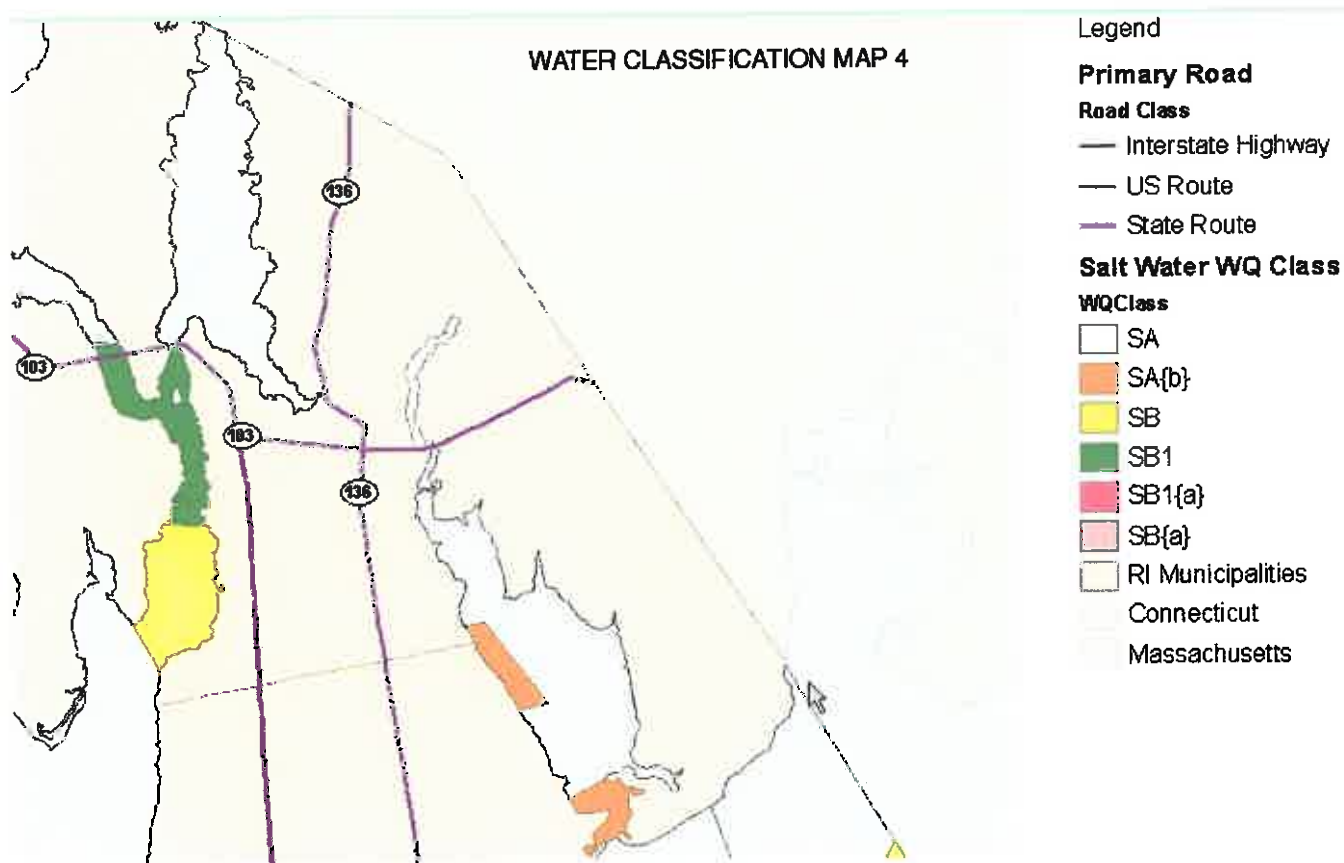 WATER CLASSIFICATION MAP 4
136
103
103
136
Legend
Primary Road
Road Class
Interstate Highway
US Route
State Route
Salt Water WQ Class
WQClass
SA
SA{b}
SB
SB1
SB1{a}
SB{a}
RI Municipalities
Connecticut
Massachusetts